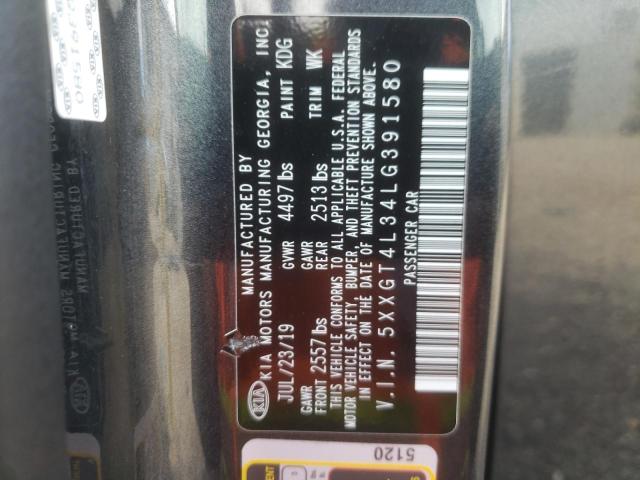 MANUFACTURED BY
KIA KIA MOTORS MANUFACTURING GEORGIA, INC.
JUL/23/19 GVWR 4497 lbs PAINT KDG
GAWR FRONT 2557 lbs GAWR REAR 2513 lbs TRIM WK
THIS VEHICLE CONFORMS TO ALL APPLICABLE U.S.A. FEDERAL
MOTOR VEHICLE SAFETY, BUMPER, AND THEFT PREVENTION STANDARDS
IN EFFECT ON THE DATE OF MANUFACTURE SHOWN ABOVE.
V.I.N. 5XXGT4L34LG391580
PASSENGER CAR
5120